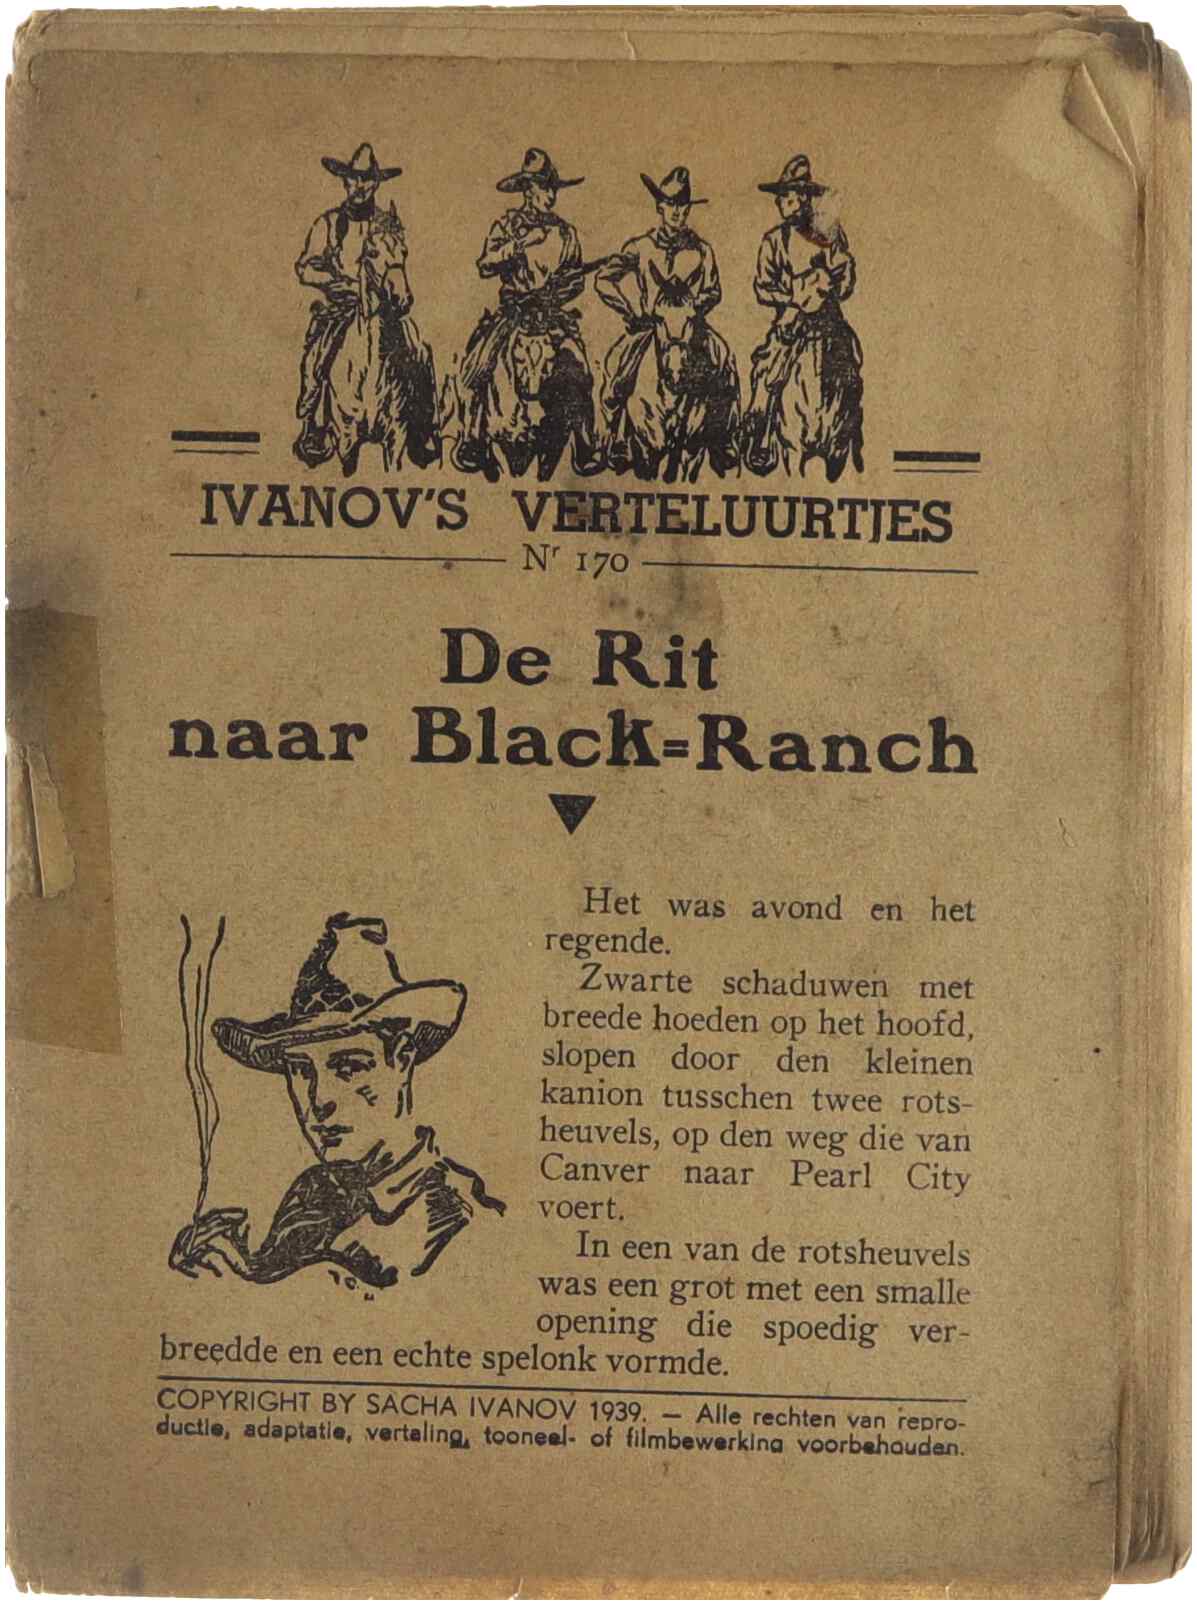 IVANOV'S VERTELUURTJES
Nr 170
De Rit
naar Black=Ranch
Het was avond en het
regende.
Zwarte schaduwen met
breede hoeden op het hoofd,
slopen door den kleinen
kanion tusschen twee rots-
heuvels, op den weg die van
Canver naar Pearl City
voert.
In een van de rotsheuvels
was een grot met een smalle
opening die spoedig ver-
breedde en een echte spelonk vormde.
COPYRIGHT BY SACHA IVANOV 1939. — Alle rechten van repro-
ductie, adaptatie, vertaling, tooneel- of filmbewerking voorbehouden.